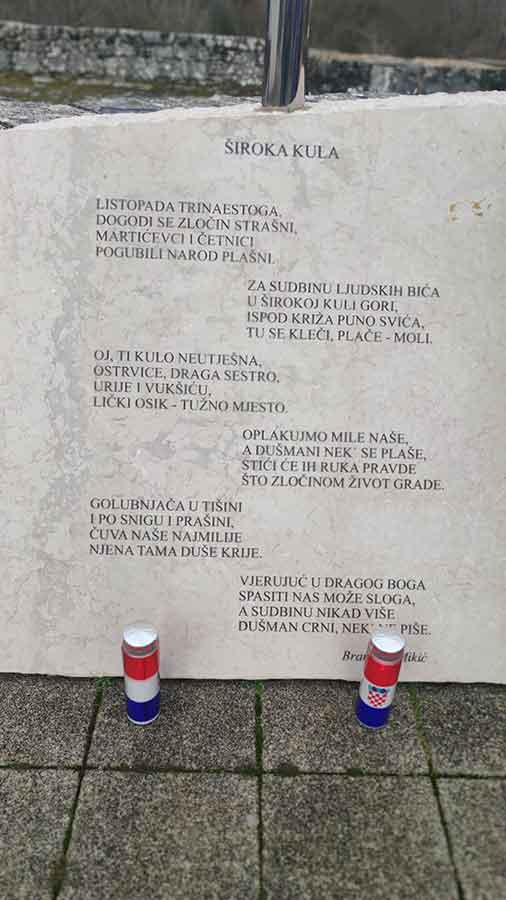 ŠIROKA KULA
LISTOPADA TRINAESTOGA,
DOGODI SE ZLOČIN STRAŠNI,
MARTIĆEVCI I ČETNICI
POGUBILI NAROD PLAŠNI.
ZA SUDBINU LJUDSKIH BIĆA
U ŠIROKOJ KULI GORI,
ISPOD KRIŽA PUNO SVIĆA,
TU SE KLEČI, PLAČE - MOLI.
OJ, TI KULO NEUTJEŠNA,
OSTRVICE, DRAGA SESTRO,
URIJE I VUKŠIĆU,
LIČKI OSIK - TUŽNO MJESTO.
OPLAKUJMO MILE NAŠE,
A DUŠMANI NEK` SE PLAŠE,
STIĆI ĆE IH RUKA PRAVDE
ŠTO ZLOČINOM ŽIVOT GRADE.
GOLUBNJAČA U TIŠINI
I PO SNIGU I PRAŠINI,
ČUVA NAŠE NAJMILIJE
NJENA TAMA DUŠE KRIJE.
VJERUJUĆ U DRAGOG BOGA
SPASITI NAS MOŽE SLOGA,
A SUDBINU NIKAD VIŠE
DUŠMAN CRNI, NEK` NE PIŠE.
Mikić